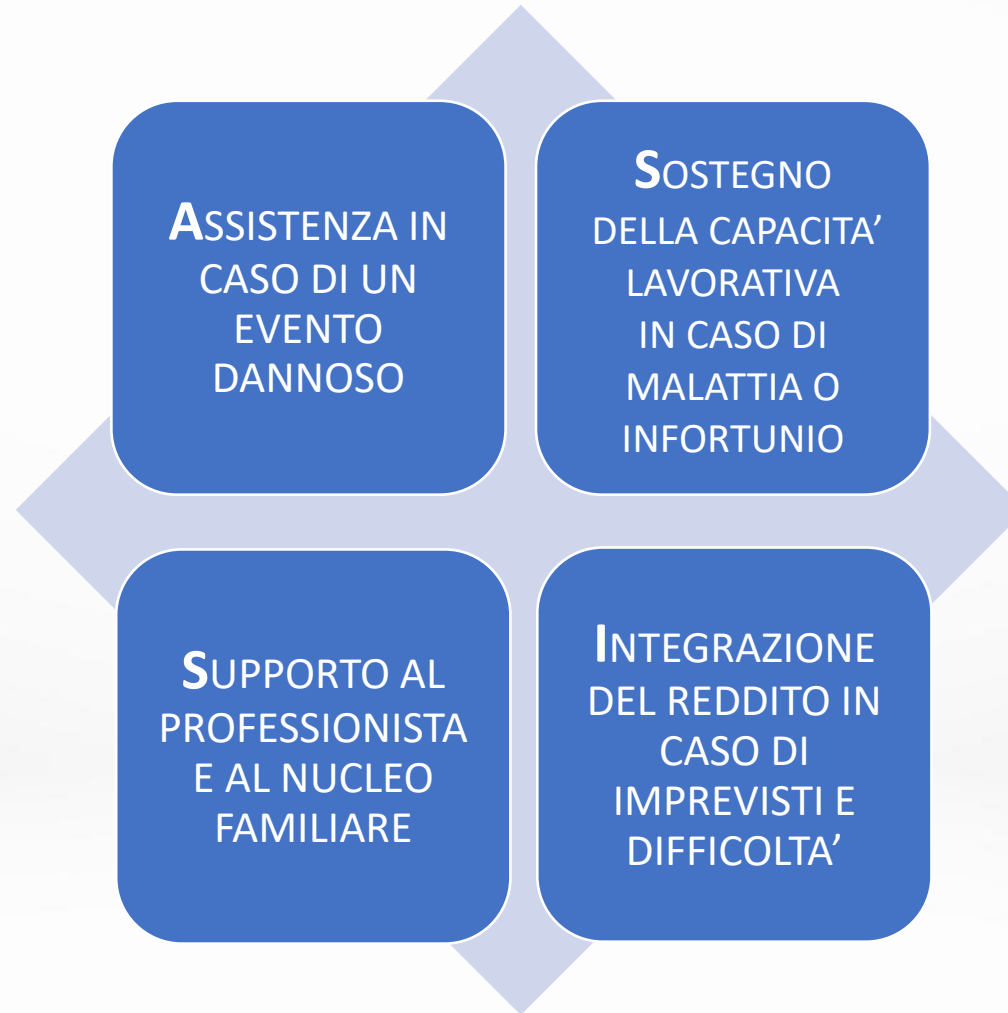 ASSISTENZA IN
CASO DI UN
EVENTO
DANNOSO
SOSTEGNO
DELLA CAPACITA’
LAVORATIVA
IN CASO DI
MALATTIA O
INFORTUNIO
SUPPORTO AL
PROFESSIONISTA
E AL NUCLEO
FAMILIARE
INTEGRAZIONE
DEL REDDITO IN
CASO DI
IMPREVISTI E
DIFFICOLTA’